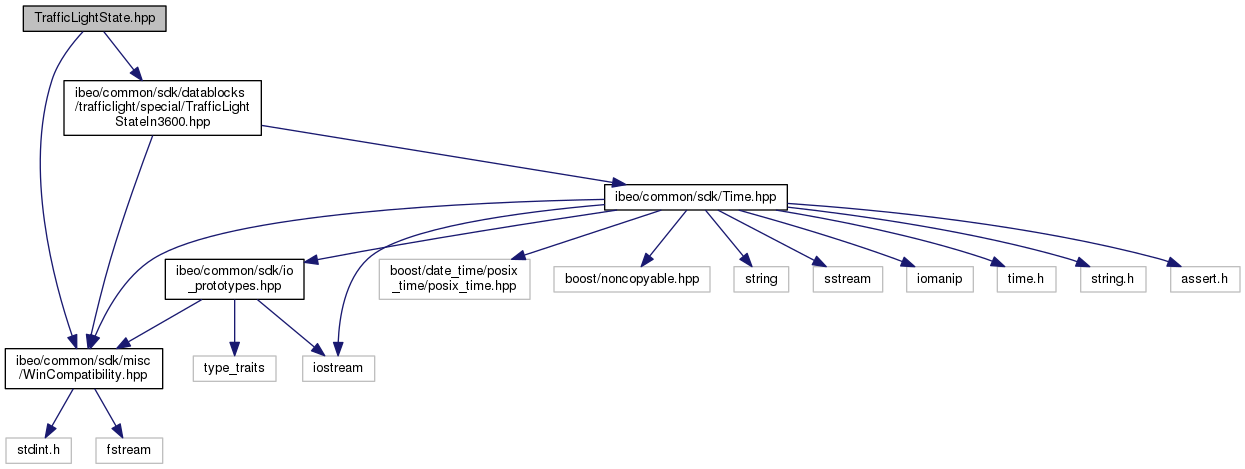 TrafficLightState.hpp
ibeo/common/sdk/datablocks
/trafficlight/special/TrafficLight
StateIn3600.hpp
ibeo/common/sdk/Time.hpp
ibeo/common/sdk/io
_prototypes.hpp
boost/date_time/posix
_time/posix_time.hpp
boost/noncopyable.hpp
string
sstream
iomanip
time.h
string.h
assert.h
ibeo/common/sdk/misc
/WinCompatibility.hpp
type_traits
iostream
stdint.h
fstream